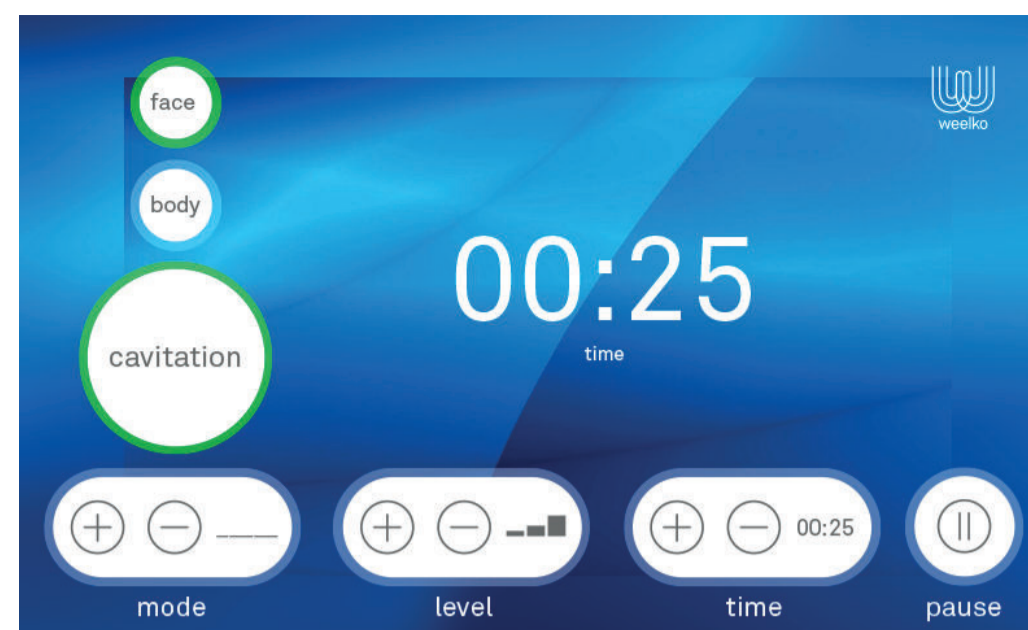 face
weelko
body
00:25
time
cavitation
00:25
mode
level
time
pause